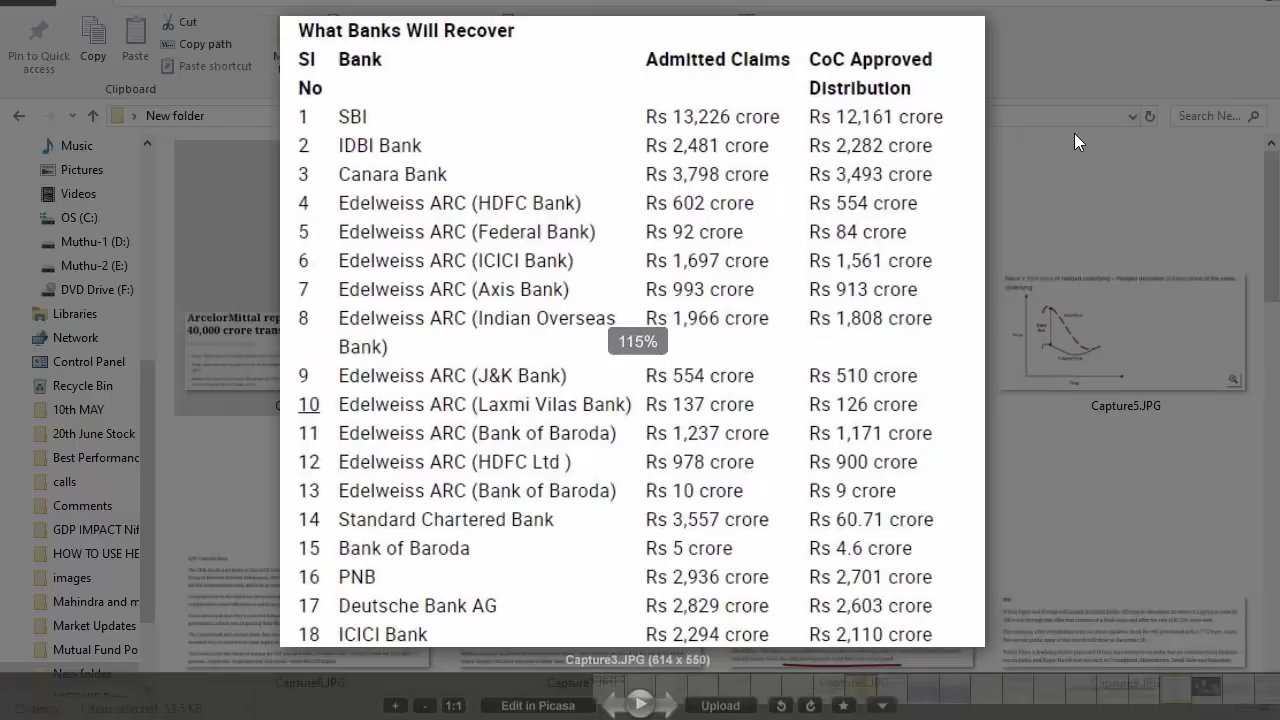 Pin to Quick access
Copy
Paste
Cut
Copy path
Paste shortcut
Clipboard
New folder
Search Ne...
Music
Pictures
Videos
OS (C:)
Muthu-1 (D:)
Muthu-2 (E:)
DVD Drive (F:)
Libraries
Network
Control Panel
Recycle Bin
10th MAY
20th June Stock
Best Performanc
calls
Comments
GDP IMPACT Nif
HOW TO USE HE
images
Mahindra and m
Market Updates
Mutual Fund Po
New folder
ArcelorMittal rep
40,000 crore tran
What Banks Will Recover
Sl No Bank Admitted Claims CoC Approved Distribution
1 SBI Rs 13,226 crore Rs 12,161 crore
2 IDBI Bank Rs 2,481 crore Rs 2,282 crore
3 Canara Bank Rs 3,798 crore Rs 3,493 crore
4 Edelweiss ARC (HDFC Bank) Rs 602 crore Rs 554 crore
5 Edelweiss ARC (Federal Bank) Rs 92 crore Rs 84 crore
6 Edelweiss ARC (ICICI Bank) Rs 1,697 crore Rs 1,561 crore
7 Edelweiss ARC (Axis Bank) Rs 993 crore Rs 913 crore
8 Edelweiss ARC (Indian Overseas Bank) Rs 1,966 crore Rs 1,808 crore
115%
9 Edelweiss ARC (J&K Bank) Rs 554 crore Rs 510 crore
10 Edelweiss ARC (Laxmi Vilas Bank) Rs 137 crore Rs 126 crore
11 Edelweiss ARC (Bank of Baroda) Rs 1,237 crore Rs 1,171 crore
12 Edelweiss ARC (HDFC Ltd ) Rs 978 crore Rs 900 crore
13 Edelweiss ARC (Bank of Baroda) Rs 10 crore Rs 9 crore
14 Standard Chartered Bank Rs 3,557 crore Rs 60.71 crore
15 Bank of Baroda Rs 5 crore Rs 4.6 crore
16 PNB Rs 2,936 crore Rs 2,701 crore
17 Deutsche Bank AG Rs 2,829 crore Rs 2,603 crore
18 ICICI Bank Rs 2,294 crore Rs 2,110 crore
Capture5.JPG
Capture3.JPG (614 x 550)
Capture6.JPG
1:1
Edit in Picasa
Upload